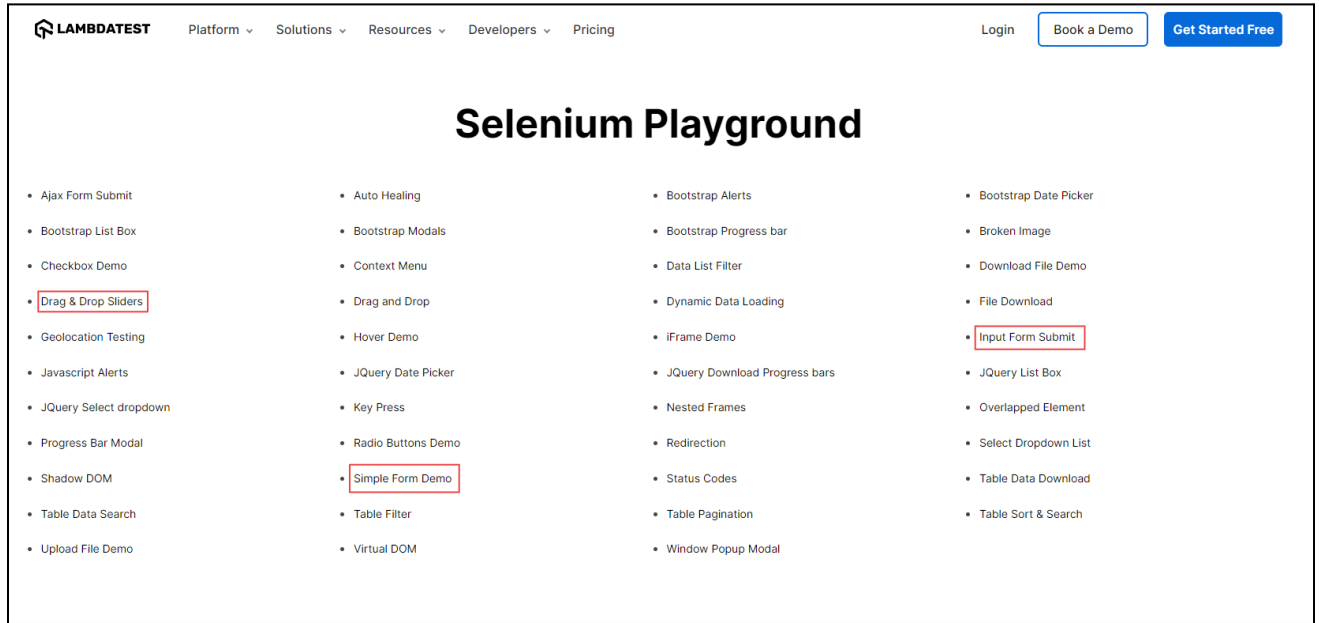 LAMBDATEST Platform Solutions Resources Developers Pricing Login Book a Demo Get Started Free
Selenium Playground
Ajax Form Submit Auto Healing Bootstrap Alerts Bootstrap Date Picker
Bootstrap List Box Bootstrap Modals Bootstrap Progress bar Broken Image
Checkbox Demo Context Menu Data List Filter Download File Demo
Drag & Drop Sliders Drag and Drop Dynamic Data Loading File Download
Geolocation Testing Hover Demo iFrame Demo Input Form Submit
Javascript Alerts JQuery Date Picker JQuery Download Progress bars JQuery List Box
JQuery Select dropdown Key Press Nested Frames Overlapped Element
Progress Bar Modal Radio Buttons Demo Redirection Select Dropdown List
Shadow DOM Simple Form Demo Status Codes Table Data Download
Table Data Search Table Filter Table Pagination Table Sort & Search
Upload File Demo Virtual DOM Window Popup Modal